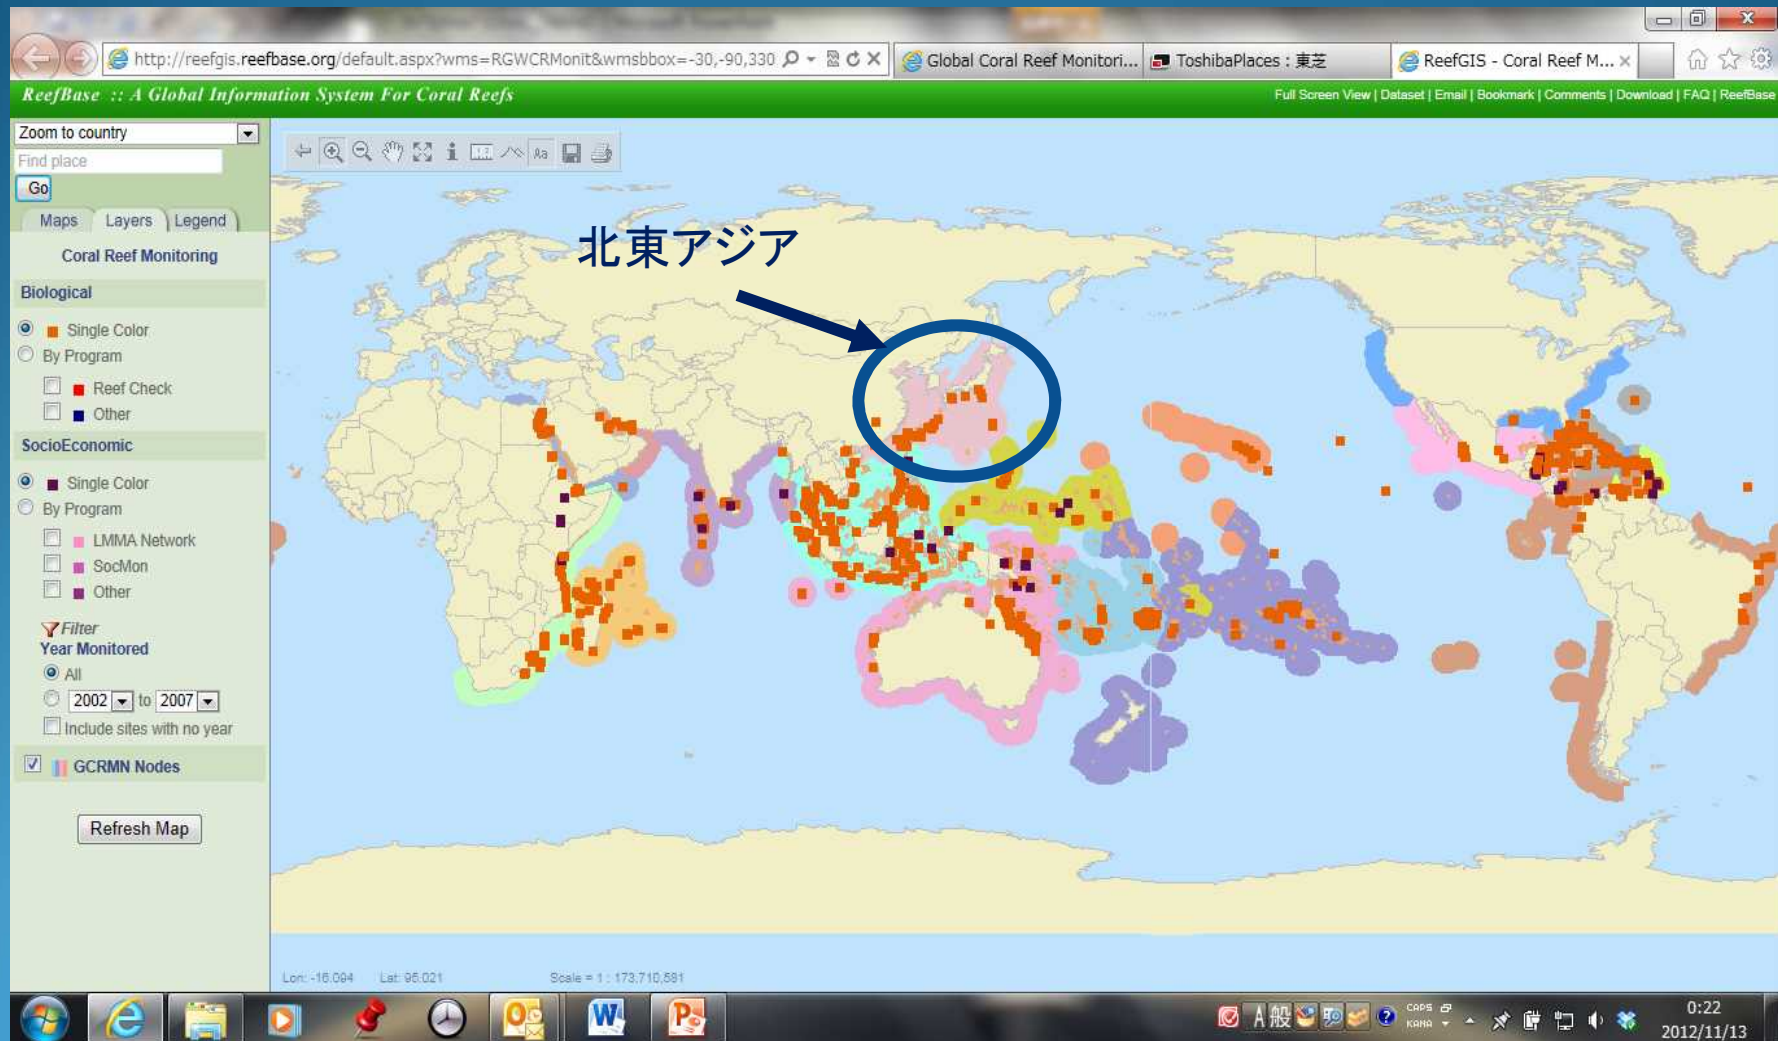 http://reefgis.reefbase.org/default.aspx?wms=RGWCRMonit&wmsbbox=-30,-90,330
Global Coral Reef Monitori...
ToshibaPlaces : 東芝
ReefGIS - Coral Reef M...
ReefBase :: A Global Information System For Coral Reefs
Full Screen View | Dataset | Email | Bookmark | Comments | Download | FAQ | ReefBase
Zoom to country
Find place
Go
Maps Layers Legend
Coral Reef Monitoring
Biological
Single Color
By Program
Reef Check
Other
SocioEconomic
Single Color
By Program
LMMA Network
SocMon
Other
Filter
Year Monitored
All
2002 to 2007
Include sites with no year
GCRMN Nodes
Refresh Map
北東アジア
Lon: -16.094 Lat: 95.021 Scale = 1 : 173,710,591
A 般
CAPS
KANA
0:22
2012/11/13